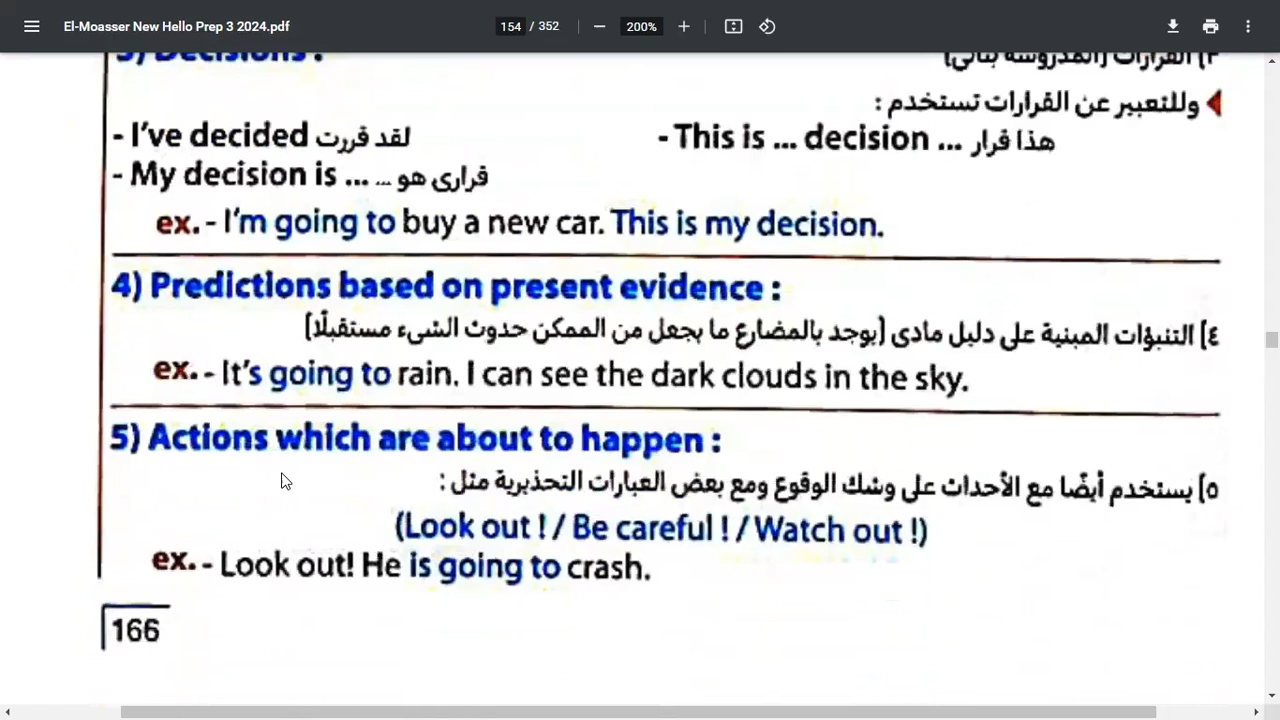 El-Moasser New Hello Prep 3 2024.pdf
154 / 352
200%
3) Decisions :
٣) القرارات (المدروسة بتأنى)
وللتعبير عن القرارات تستخدم :
- I've decided لقد قررت
- This is ... decision ... هذا قرار
- My decision is ... قرارى هو ...
ex. - I'm going to buy a new car. This is my decision.
4) Predictions based on present evidence :
٤] التنبؤات المبنية على دليل مادى (يوجد بالمضارع ما يجعل من الممكن حدوث الشىء مستقبلًا)
ex. - It's going to rain. I can see the dark clouds in the sky.
5) Actions which are about to happen :
٥] يستخدم أيضًا مع الأحداث على وشك الوقوع ومع بعض العبارات التحذيرية مثل :
(Look out ! / Be careful ! / Watch out !)
ex. - Look out! He is going to crash.
166